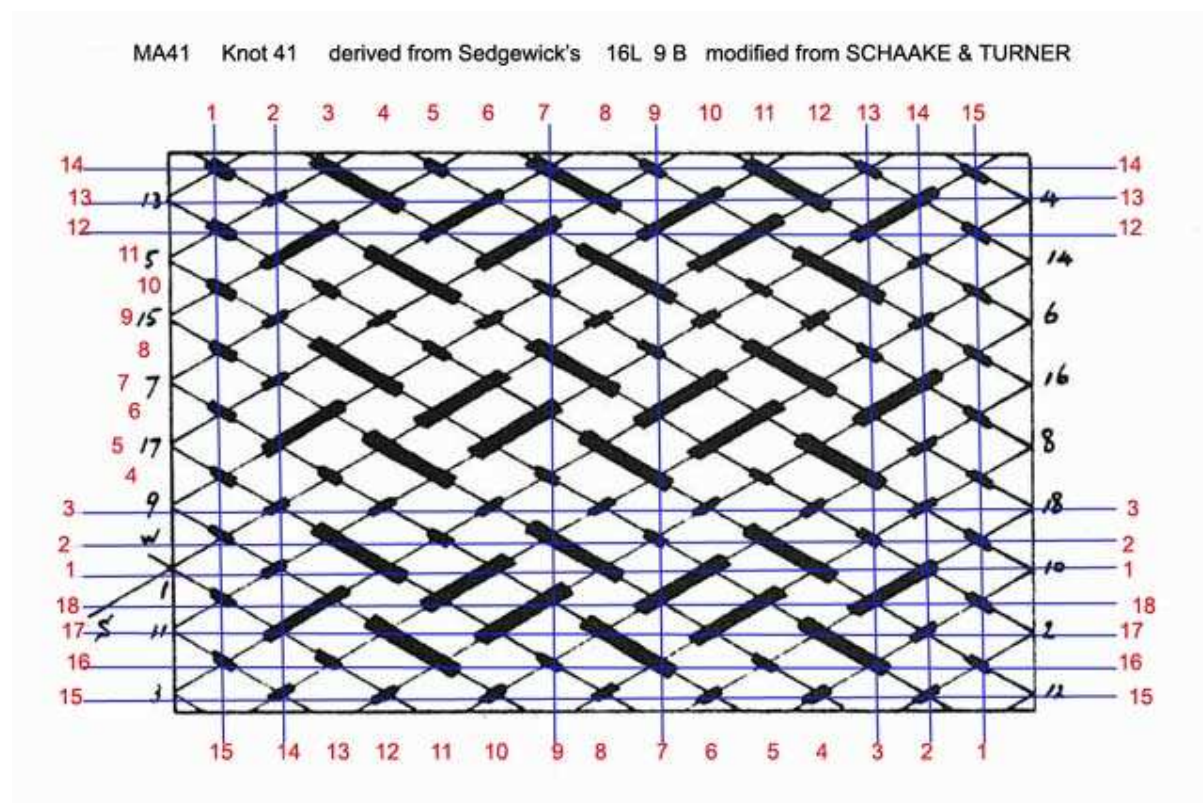 MA41 Knot 41 derived from Sedgewick's 16L 9 B modified from SCHAAKE & TURNER
1 2 3 4 5 6 7 8 9 10 11 12 13 14 15
14 14
13 13 4 13
12 12
11 5 14
10
9 15 6
8
7 7 16
6
5 17 8
4
3 9 18 3
2 W 2
1 10 1
18 1 18
17 11 2 17
S
16 16
15 3 12 15
15 14 13 12 11 10 9 8 7 6 5 4 3 2 1